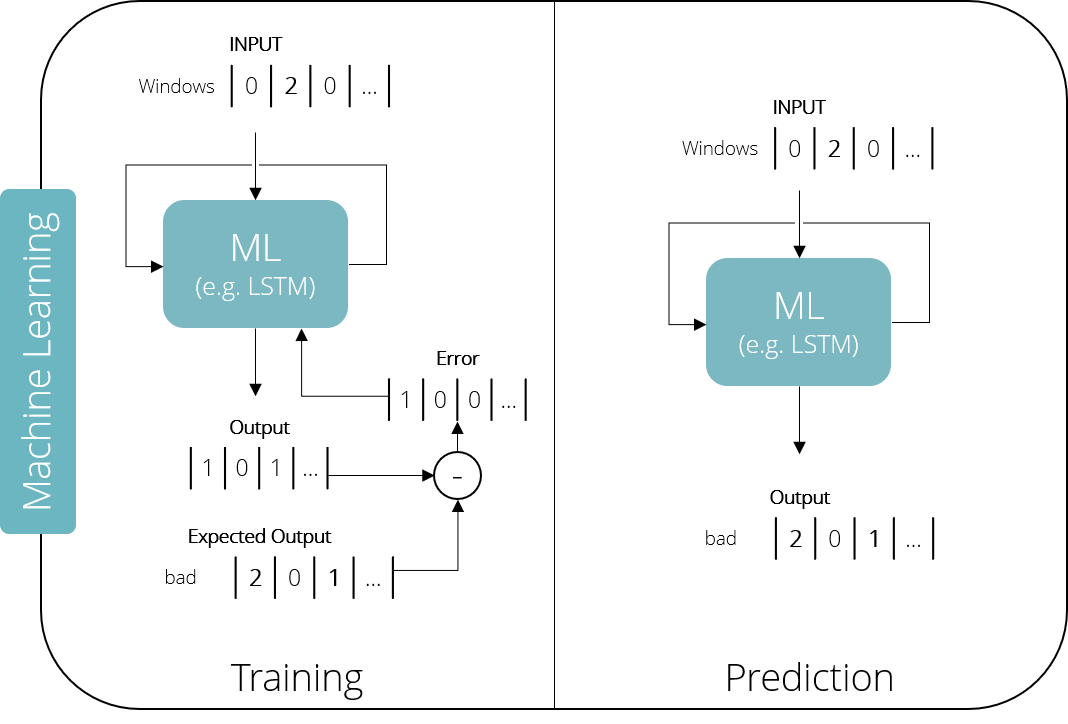 Machine Learning
INPUT
Windows 0 2 0 ...
ML
(e.g. LSTM)
Error
1 0 0 ...
Output
1 0 1 ...
-
Expected Output
bad 2 0 1 ...
Training
INPUT
Windows 0 2 0 ...
ML
(e.g. LSTM)
Output
bad 2 0 1 ...
Prediction